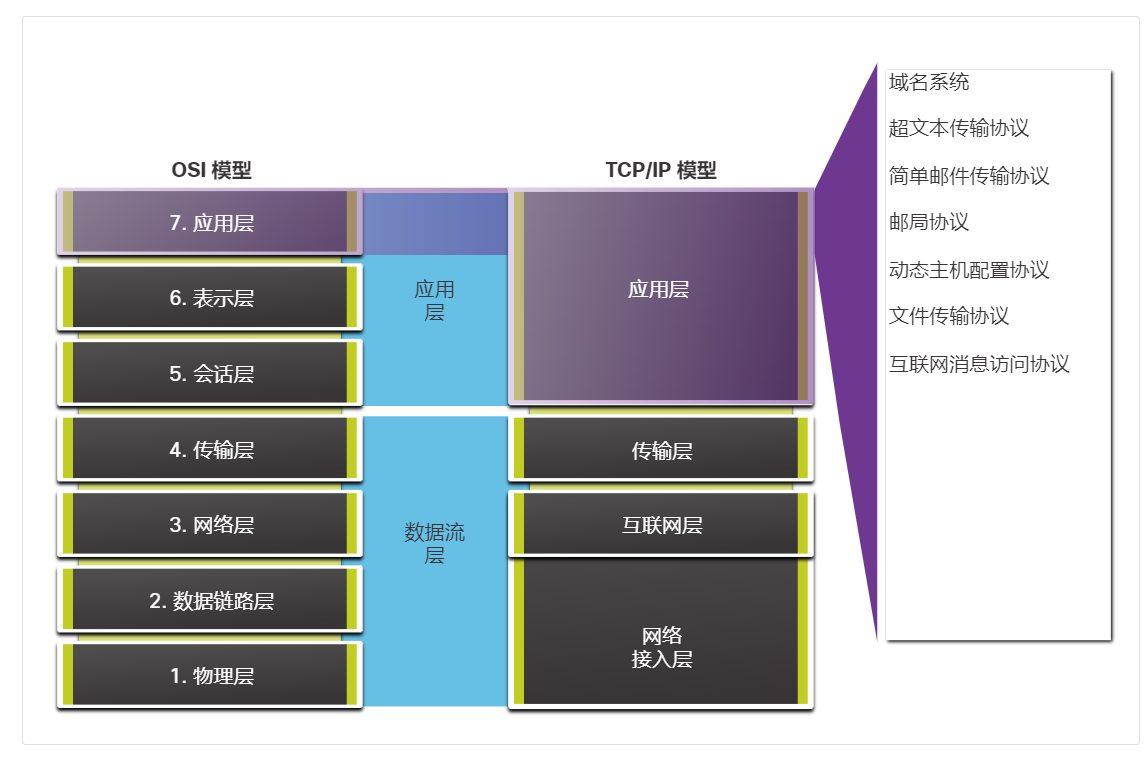 OSI 模型
7. 应用层
6. 表示层
5. 会话层
4. 传输层
3. 网络层
2. 数据链路层
1. 物理层
应用
层
数据流
层
TCP/IP 模型
应用层
传输层
互联网层
网络
接入层
域名系统
超文本传输协议
简单邮件传输协议
邮局协议
动态主机配置协议
文件传输协议
互联网消息访问协议